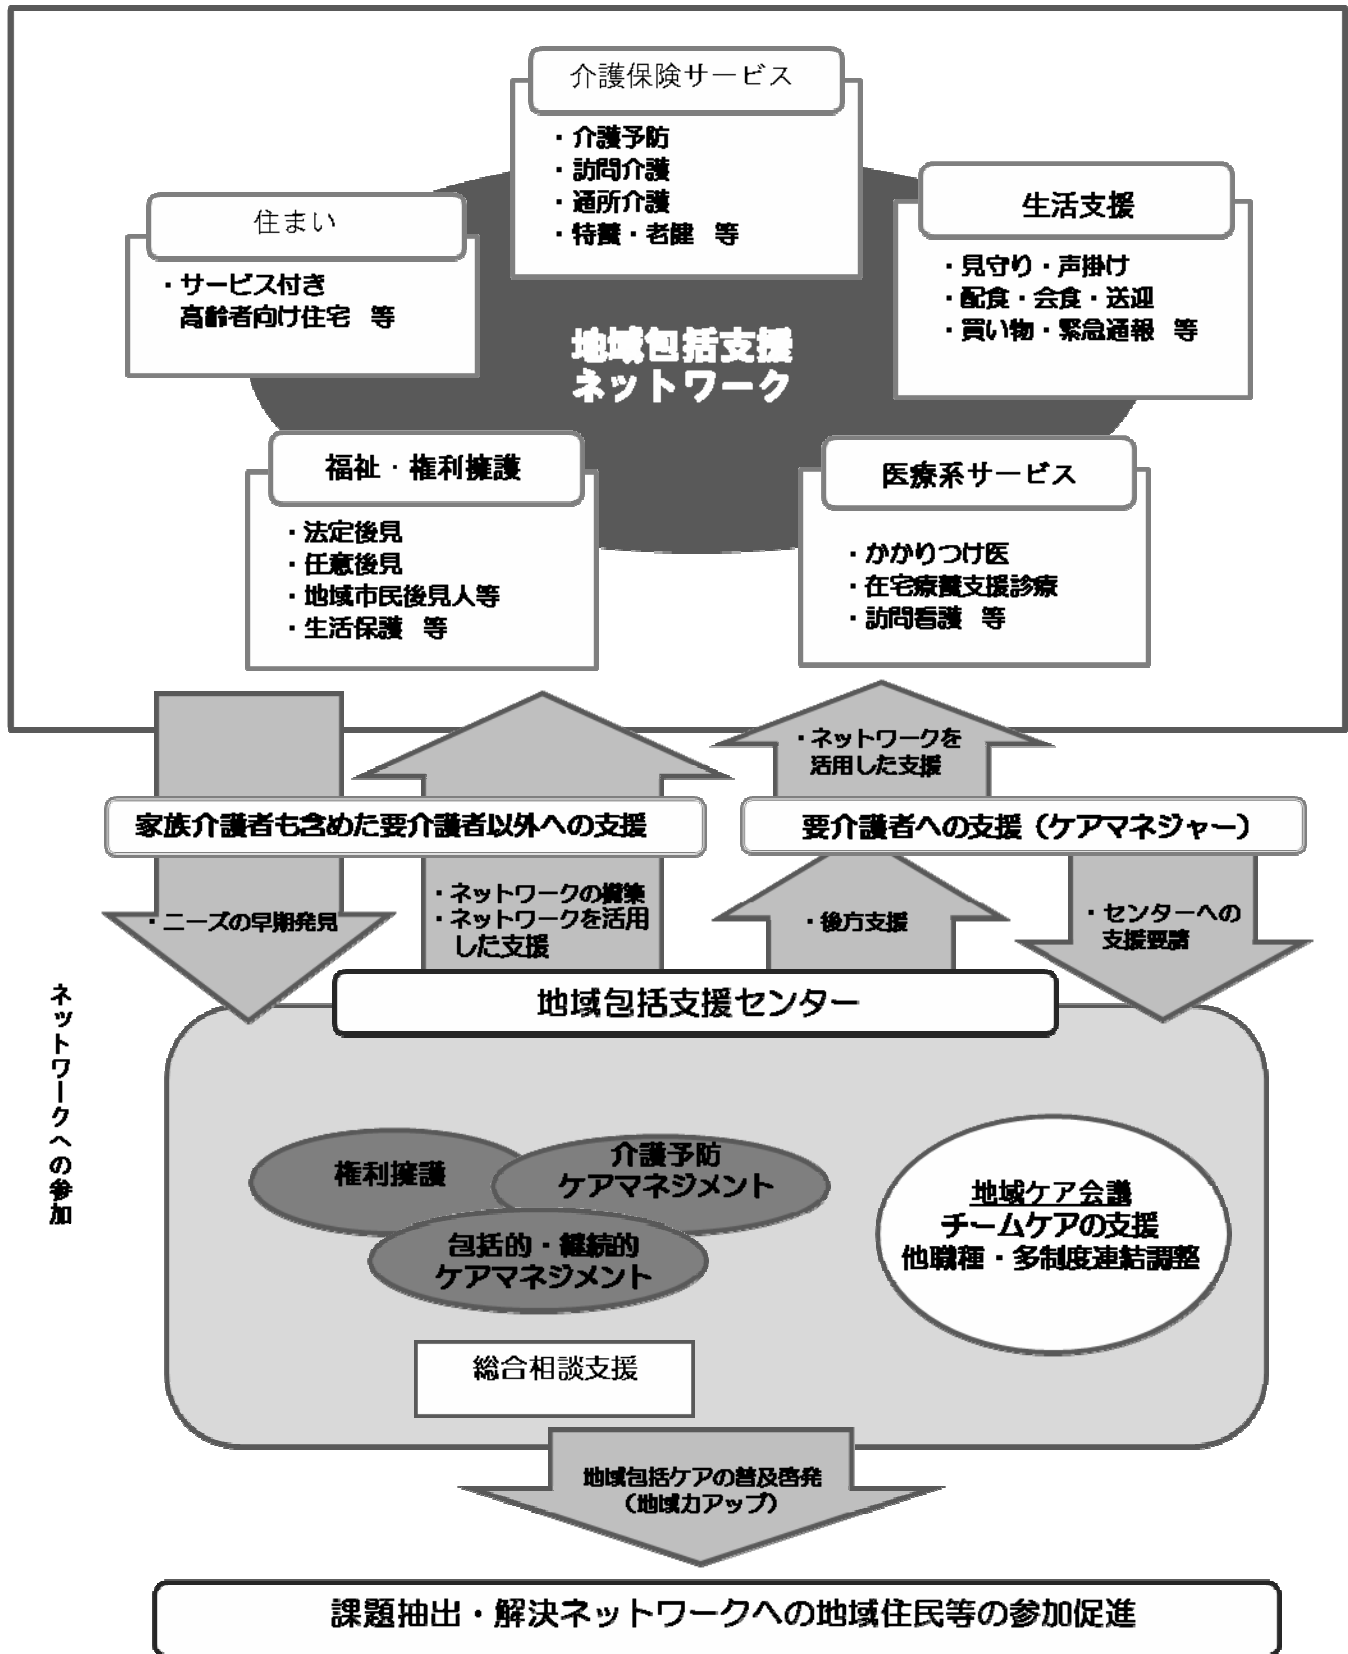 介護保険サービス
・介護予防
・訪問介護
・通所介護
・特養・老健 等
住まい
・サービス付き
高齢者向け住宅 等
生活支援
・見守り・声掛け
・配食・会食・送迎
・買い物・緊急通報 等
地域包括支援
ネットワーク
福祉・権利擁護
・法定後見
・任意後見
・地域市民後見人等
・生活保護 等
医療系サービス
・かかりつけ医
・在宅療養支援診療
・訪問看護 等
・ネットワークを
活用した支援
家族介護者も含めた要介護者以外への支援
要介護者への支援（ケアマネジャー）
・ニーズの早期発見
・ネットワークの構築
・ネットワークを活用
した支援
・後方支援
・センターへの
支援要請
ネットワークへの参加
地域包括支援センター
権利擁護
介護予防
ケアマネジメント
包括的・継続的
ケアマネジメント
地域ケア会議
チームケアの支援
他職種・多制度連結調整
総合相談支援
地域包括ケアの普及啓発
（地域力アップ）
課題抽出・解決ネットワークへの地域住民等の参加促進